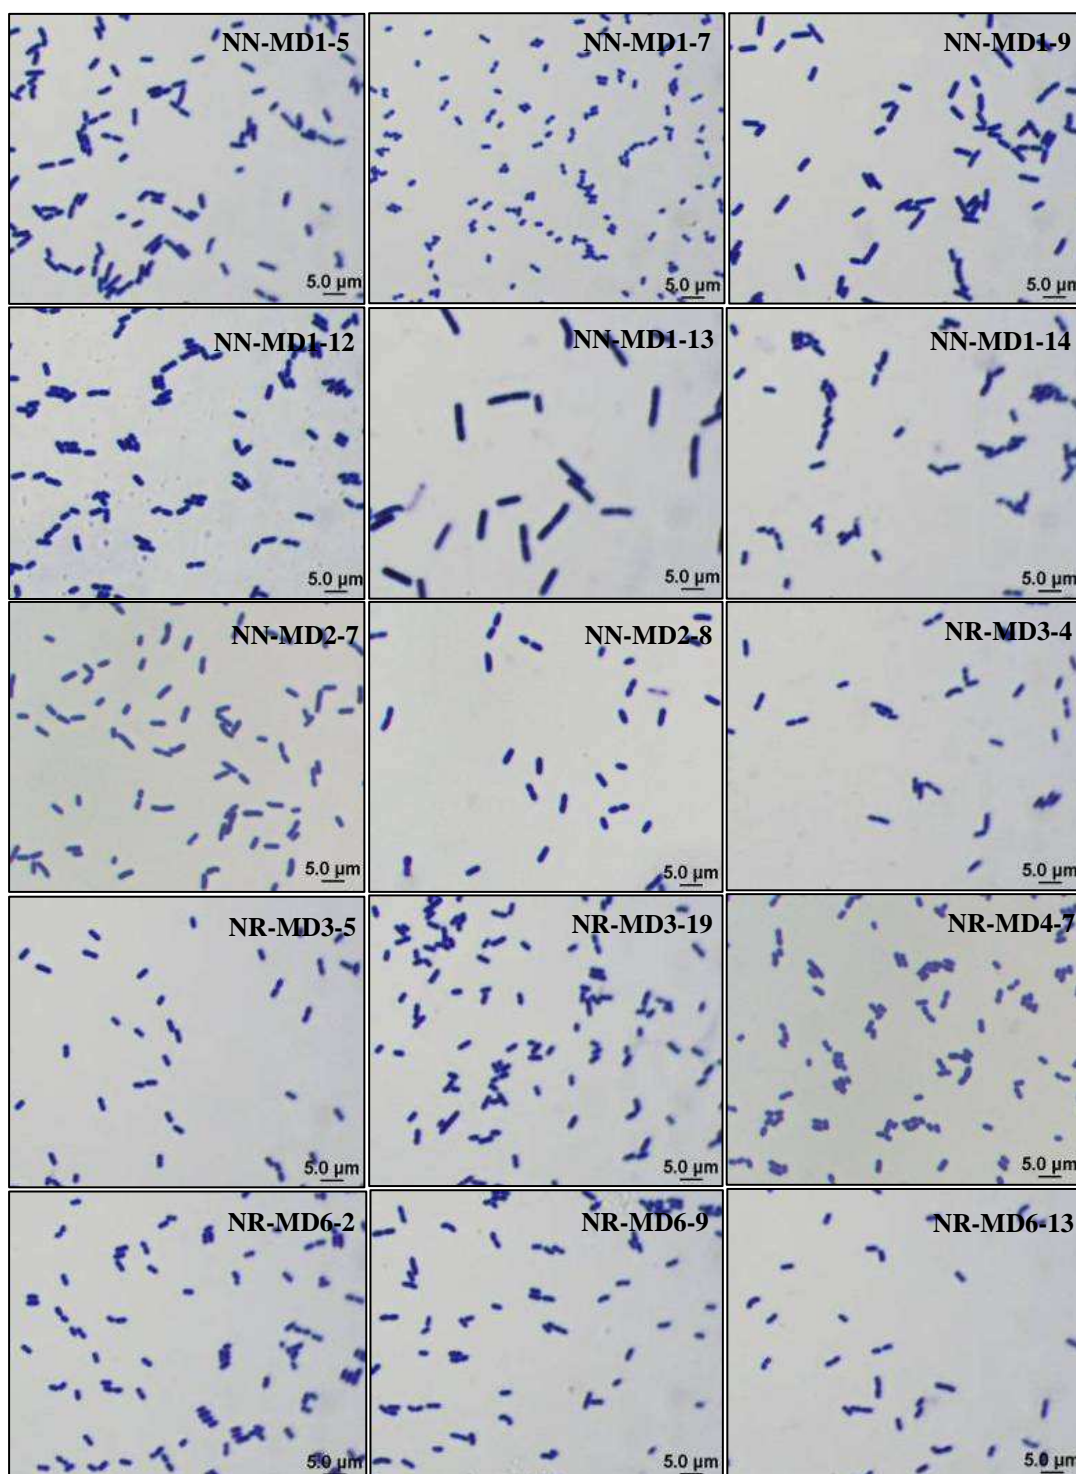 NN-MD1-5
NN-MD1-7
NN-MD1-9
5.0 µm
5.0 µm
5.0 µm
NN-MD1-12
NN-MD1-13
NN-MD1-14
5.0 µm
5.0 µm
5.0 µm
NN-MD2-7
NN-MD2-8
NR-MD3-4
5.0 µm
5.0 µm
5.0 µm
NR-MD3-5
NR-MD3-19
NR-MD4-7
5.0 µm
5.0 µm
5.0 µm
NR-MD6-2
NR-MD6-9
NR-MD6-13
5.0 µm
5.0 µm
5.0 µm